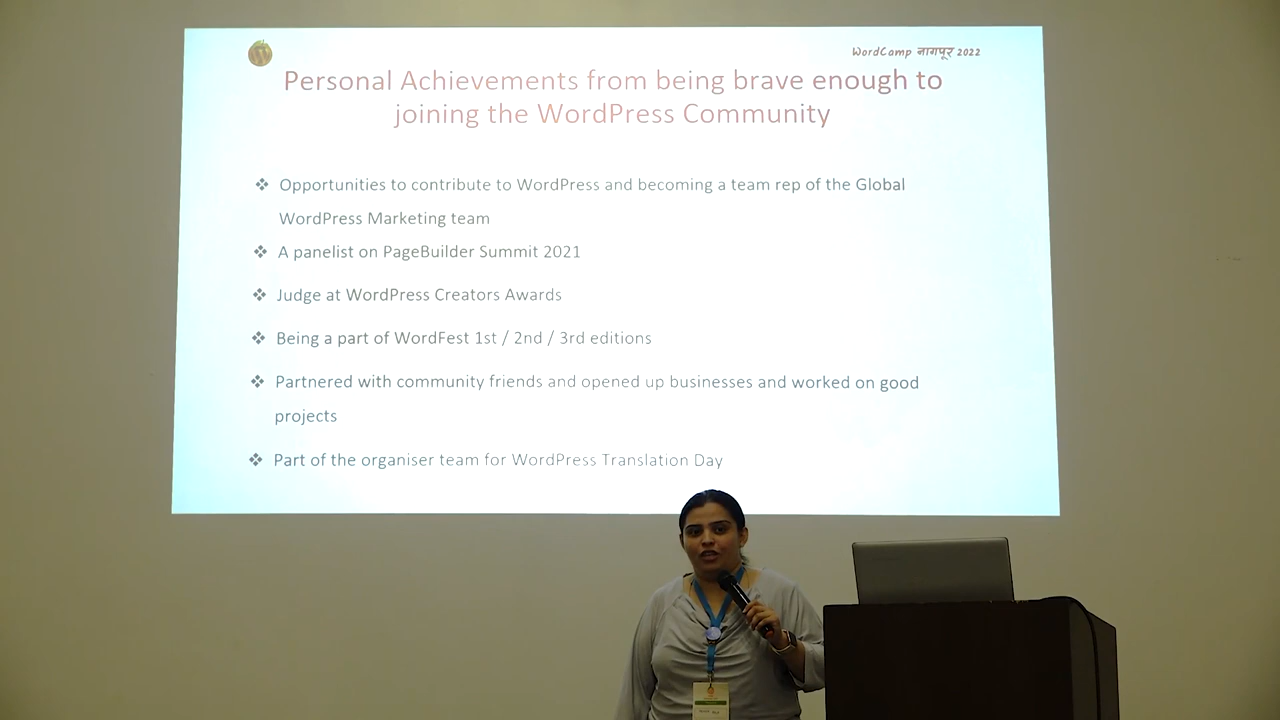 WordCamp नागपूर 2022
Personal Achievements from being brave enough to
joining the WordPress Community
❖ Opportunities to contribute to WordPress and becoming a team rep of the Global
WordPress Marketing team
❖ A panelist on PageBuilder Summit 2021
❖ Judge at WordPress Creators Awards
❖ Being a part of WordFest 1st / 2nd / 3rd editions
❖ Partnered with community friends and opened up businesses and worked on good
projects
❖ Part of the organiser team for WordPress Translation Day